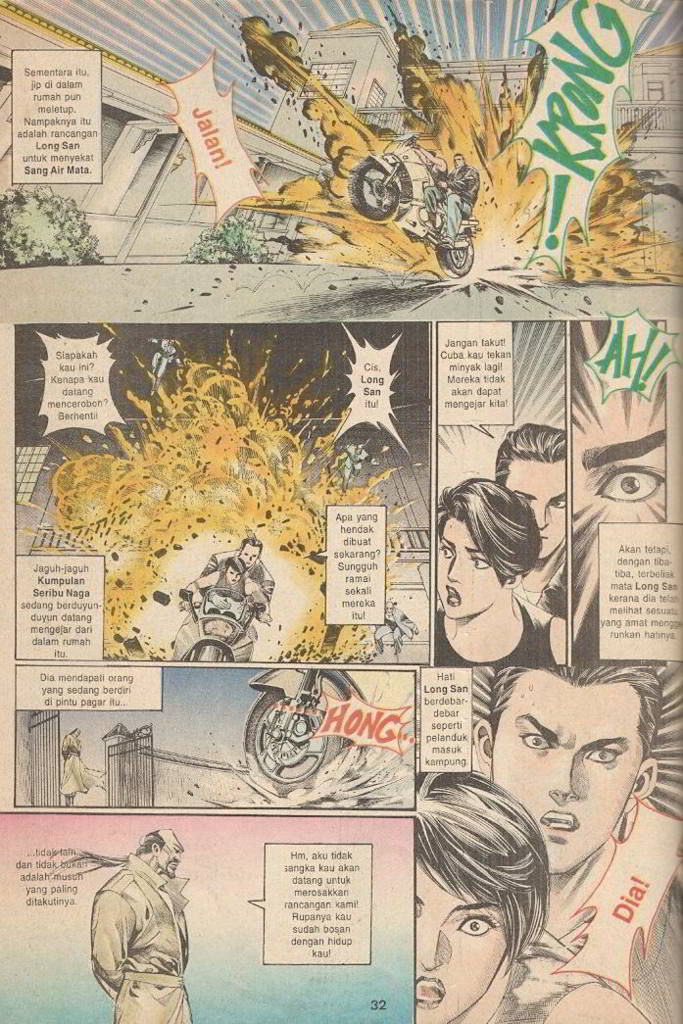 Sementara itu,
jip di dalam
rumah pun
meletup.
Nampaknya itu
adalah rancangan
Long San
untuk menyekat
Sang Air Mata.
Jalan!
KRONG
Siapakah
kau ini?
Kenapa kau
datang
menceroboh?
Berhenti!
Cis,
Long
San
itu!
Jaguh-jaguh
Kumpulan
Seribu Naga
sedang berduyun-
duyun datang
mengejar dari
dalam rumah
itu.
Apa yang
hendak
dibuat
sekarang?
Sungguh
ramai
sekali
mereka
itu!
Jangan takut!
Cuba kau tekan
minyak lagi!
Mereka tidak
akan dapat
mengejar kita!
AH!
Akan tetapi,
dengan tiba-
tiba, terbeliak
mata Long San
kerana dia telah
melihat sesuatu
yang amat mengge-
runkan hatinya.
Dia mendapati orang
yang sedang berdiri
di pintu pagar itu...
HONG...
Hati
Long San
berdebar-
debar
seperti
pelanduk
masuk
kampung.
...tidak lain
dan tidak bukan
adalah musuh
yang paling
ditakutinya.
Hm, aku tidak
sangka kau akan
datang untuk
merosakkan
rancangan kami!
Rupanya kau
sudah bosan
dengan hidup
kau!
Dia!
32